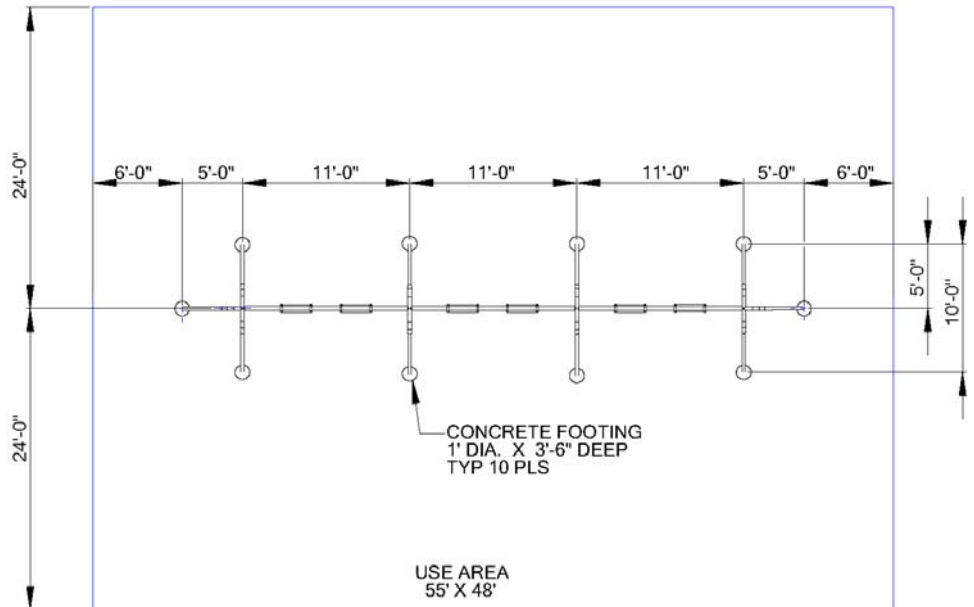 24'-0"
6'-0"
5'-0"
11'-0"
11'-0"
11'-0"
5'-0"
6'-0"
5'-0"
10'-0"
24'-0"
CONCRETE FOOTING
1' DIA. X 3'-6" DEEP
TYP 10 PLS
USE AREA
55' X 48'